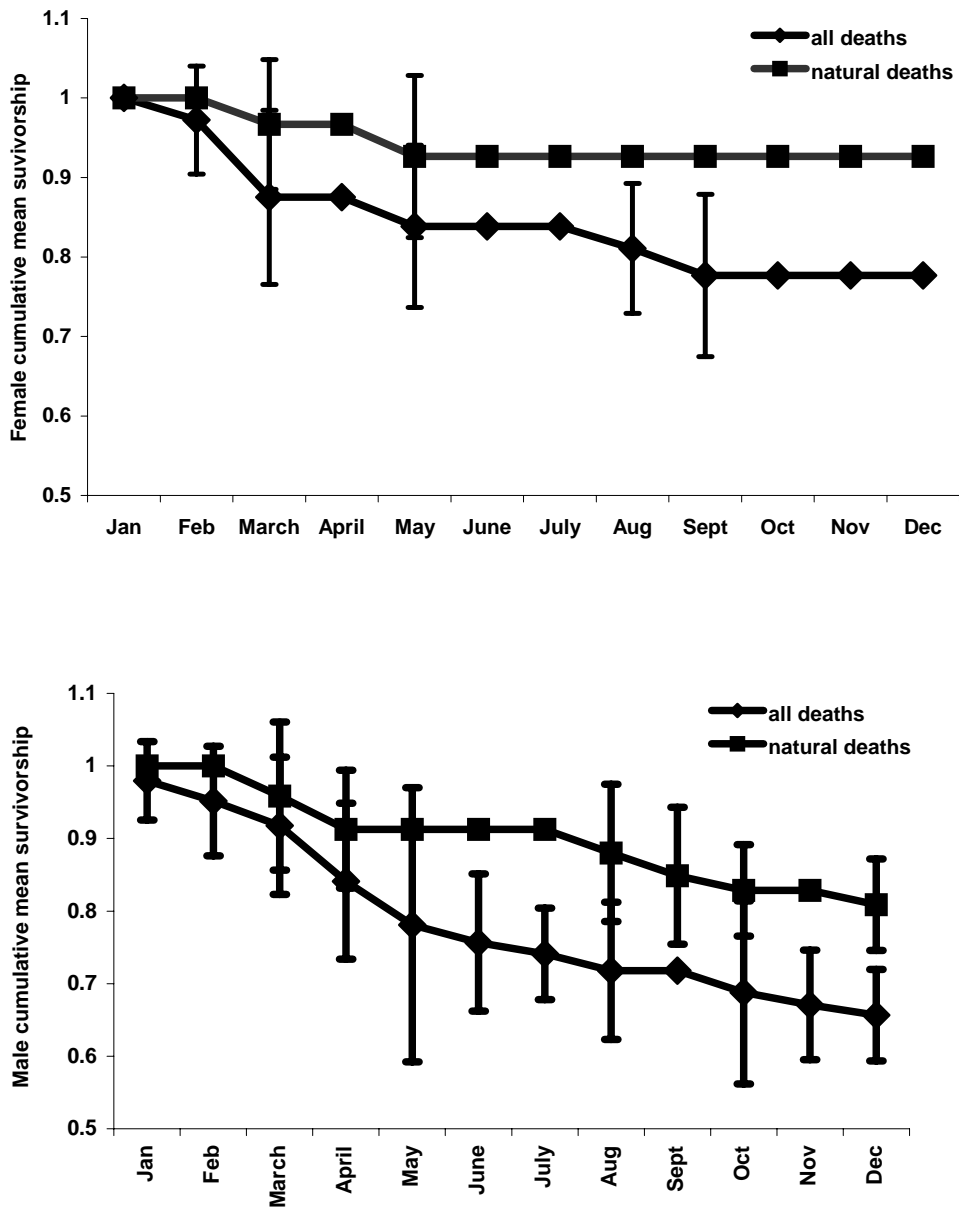 Female cumulative mean suvivorship
1.1
1
0.9
0.8
0.7
0.6
0.5
all deaths
natural deaths
Jan Feb March April May June July Aug Sept Oct Nov Dec
Male cumulative mean survivorship
1.1
1
0.9
0.8
0.7
0.6
0.5
all deaths
natural deaths
Jan
Feb
March
April
May
June
July
Aug
Sept
Oct
Nov
Dec